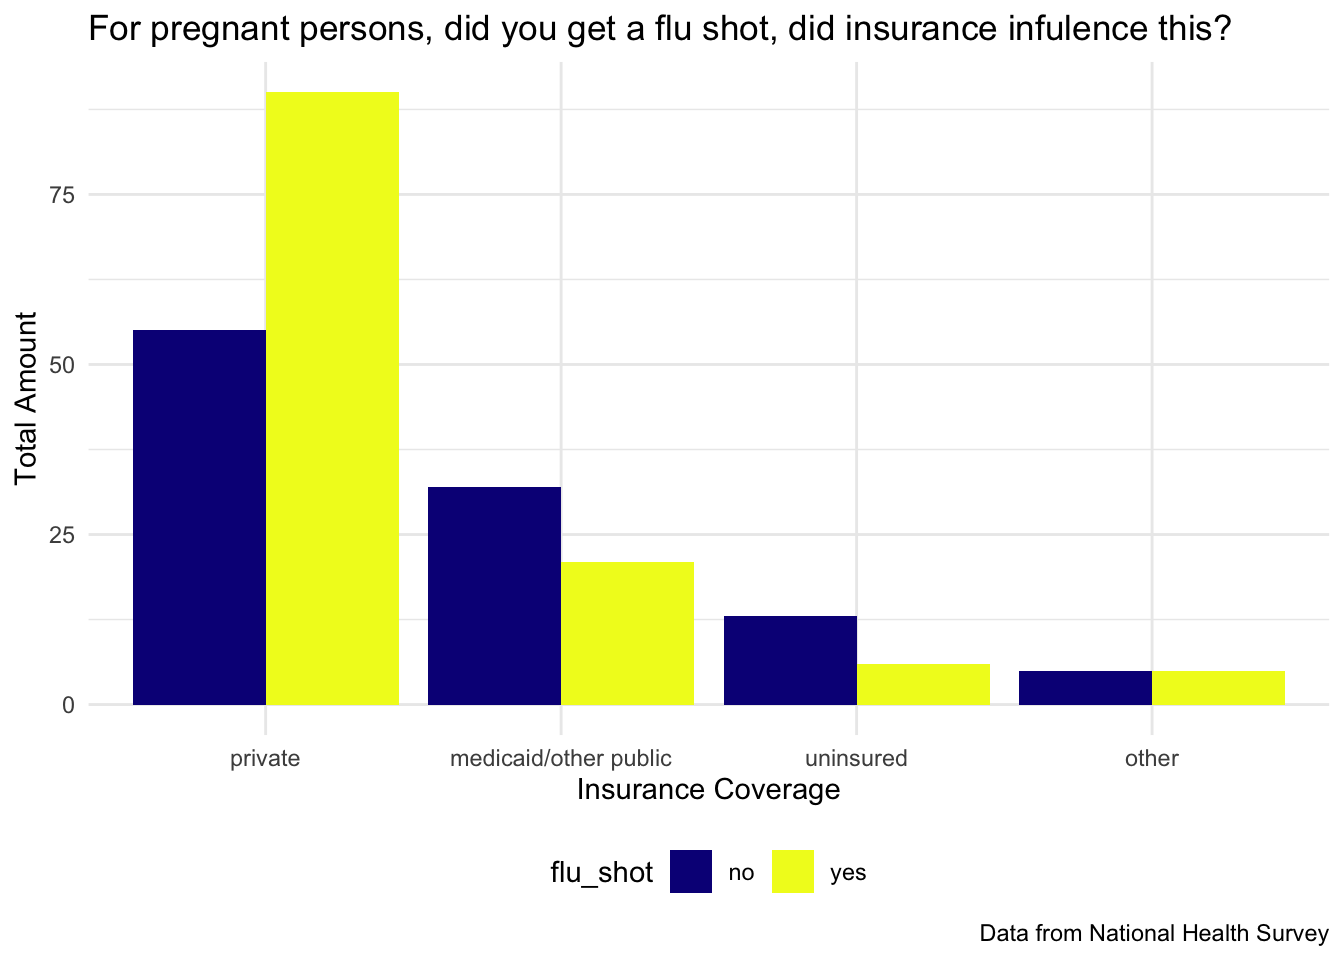 For pregnant persons, did you get a flu shot, did insurance infulence this?
Total Amount
75
50
25
0
private medicaid/other public uninsured other
Insurance Coverage
flu_shot no yes
Data from National Health Survey